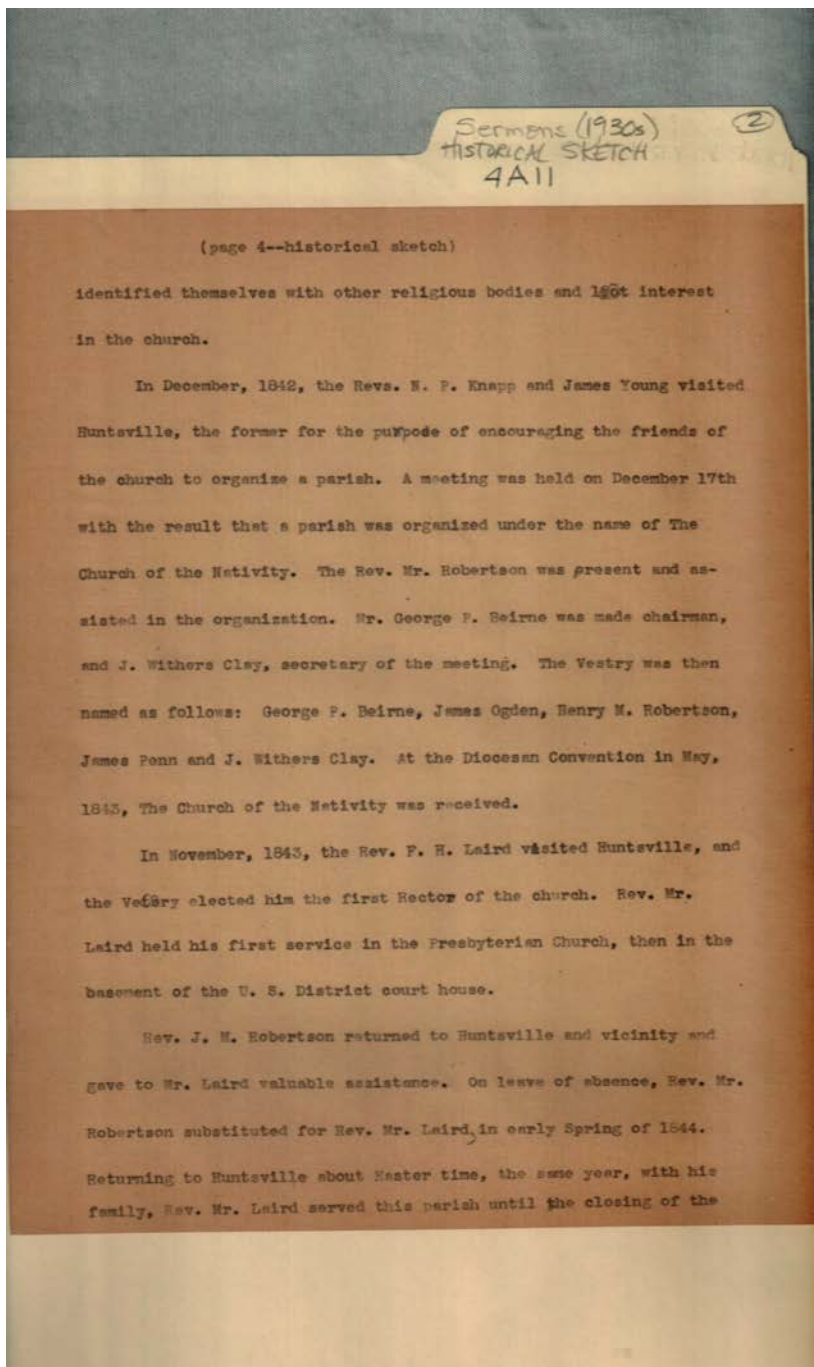 Sermons (1930s) 2
HISTORICAL SKETCH
4A11
(page 4--historical sketch)
identified themselves with other religious bodies and lost interest
in the church.
In December, 1842, the Revs. N. P. Knapp and James Young visited
Huntsville, the former for the purpode of encouraging the friends of
the church to organize a parish. A meeting was held on December 17th
with the result that a parish was organized under the name of The
Church of the Nativity. The Rev. Mr. Robertson was present and as-
sisted in the organization. Mr. George P. Beirne was made chairman,
and J. Withers Clay, secretary of the meeting. The Vestry was then
named as follows: George P. Beirne, James Ogden, Henry M. Robertson,
James Penn and J. Withers Clay. At the Diocesan Convention in May,
1843, The Church of the Nativity was received.
In November, 1843, the Rev. F. H. Laird visited Huntsville, and
the Vestry elected him the first Rector of the church. Rev. Mr.
Laird held his first service in the Presbyterian Church, then in the
basement of the U. S. District court house.
Rev. J. M. Robertson returned to Huntsville and vicinity and
gave to Mr. Laird valuable assistance. On leave of absence, Rev. Mr.
Robertson substituted for Rev. Mr. Laird, in early Spring of 1844.
Returning to Huntsville about Easter time, the same year, with his
family, Rev. Mr. Laird served this parish until the closing of the